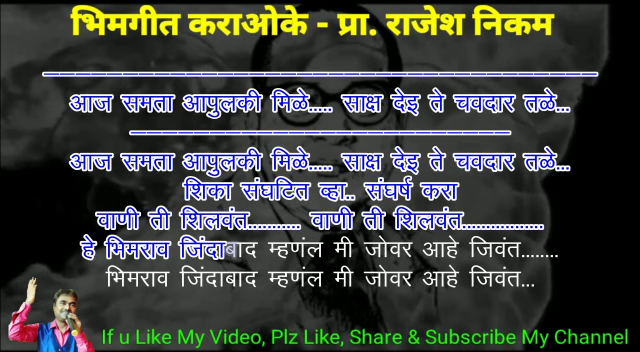 भिमगीत कराओके - प्रा. राजेश निकम
आज समता आपुलकी मिळे..... साक्ष देइ ते चवदार तळे...
आज समता आपुलकी मिळे..... साक्ष देइ ते चवदार तळे...
शिका संघटित व्हा.. संघर्ष करा
वाणी ती शिलवंत.......... वाणी ती शिलवंत...............
हे भिमराव जिंदाबाद म्हणंल मी जोवर आहे जिवंत........
भिमराव जिंदाबाद म्हणंल मी जोवर आहे जिवंत...
If u Like My Video, Plz Like, Share & Subscribe My Channel